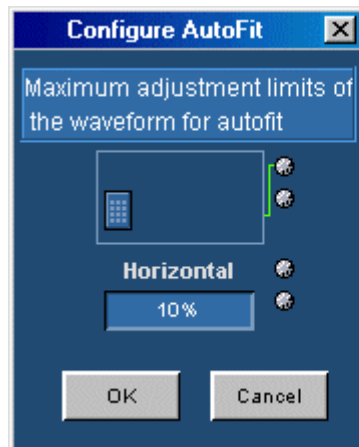 Configure AutoFit
Maximum adjustment limits of
the waveform for autofit
Horizontal
10%
OK
Cancel